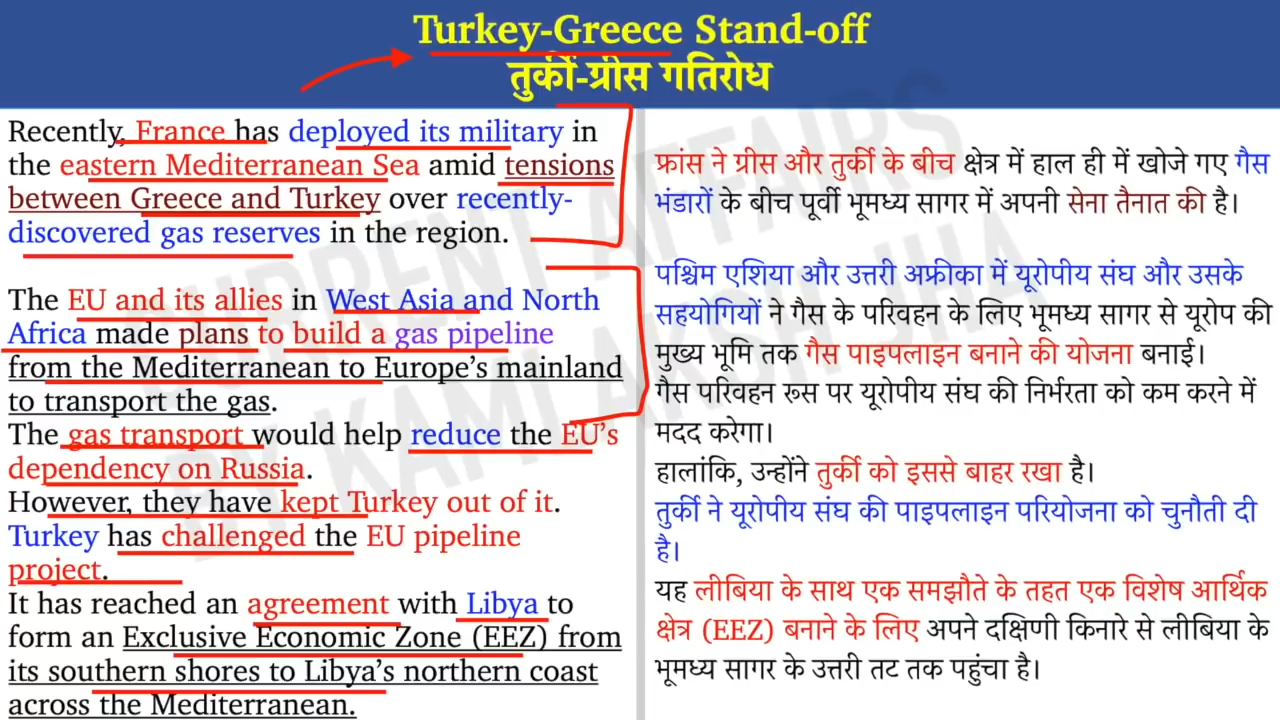 Turkey-Greece Stand-off
तुर्की-ग्रीस गतिरोध
Recently, France has deployed its military in
the eastern Mediterranean Sea amid tensions
between Greece and Turkey over recently-
discovered gas reserves in the region.
The EU and its allies in West Asia and North
Africa made plans to build a gas pipeline
from the Mediterranean to Europe's mainland
to transport the gas.
The gas transport would help reduce the EU's
dependency on Russia.
However, they have kept Turkey out of it.
Turkey has challenged the EU pipeline
project.
It has reached an agreement with Libya to
form an Exclusive Economic Zone (EEZ) from
its southern shores to Libya's northern coast
across the Mediterranean.
फ्रांस ने ग्रीस और तुर्की के बीच क्षेत्र में हाल ही में खोजे गए गैस
भंडारों के बीच पूर्वी भूमध्य सागर में अपनी सेना तैनात की है।
पश्चिम एशिया और उत्तरी अफ्रीका में यूरोपीय संघ और उसके
सहयोगियों ने गैस के परिवहन के लिए भूमध्य सागर से यूरोप की
मुख्य भूमि तक गैस पाइपलाइन बनाने की योजना बनाई।
गैस परिवहन रूस पर यूरोपीय संघ की निर्भरता को कम करने में
मदद करेगा।
हालांकि, उन्होंने तुर्की को इससे बाहर रखा है।
तुर्की ने यूरोपीय संघ की पाइपलाइन परियोजना को चुनौती दी
है।
यह लीबिया के साथ एक समझौते के तहत एक विशेष आर्थिक
क्षेत्र (EEZ) बनाने के लिए अपने दक्षिणी किनारे से लीबिया के
भूमध्य सागर के उत्तरी तट तक पहुंचा है।
CURRENT AFFAIRS
BY KAMLAKSH JHA